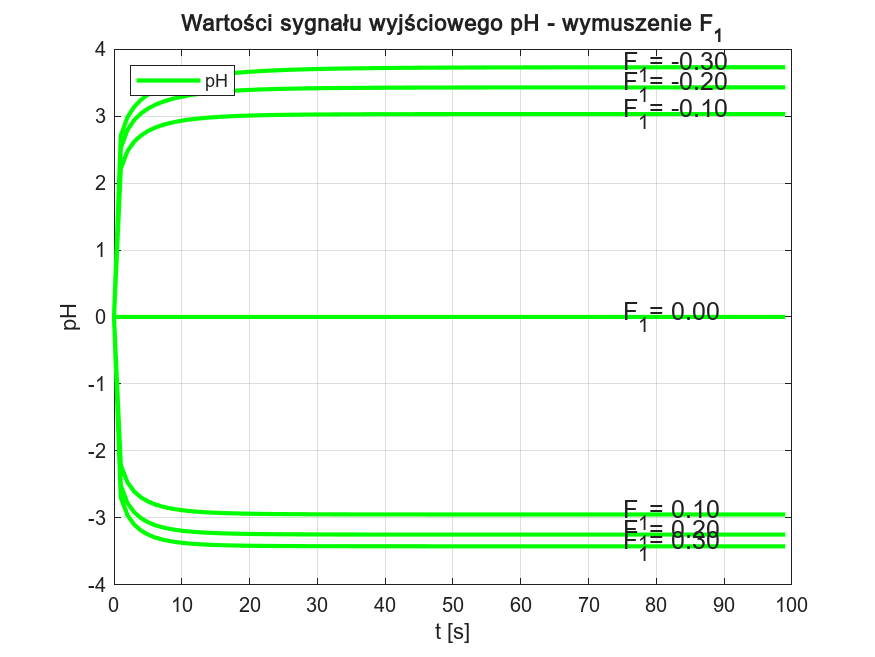 Wartości sygnału wyjściowego pH - wymuszenie F1
pH
4
3
2
1
0
-1
-2
-3
-4
pH
F1= -0.30
F1= -0.20
F1= -0.10
F1= 0.00
F1= 0.10
F1= 0.20
F1= 0.30
0 10 20 30 40 50 60 70 80 90 100
t [s]